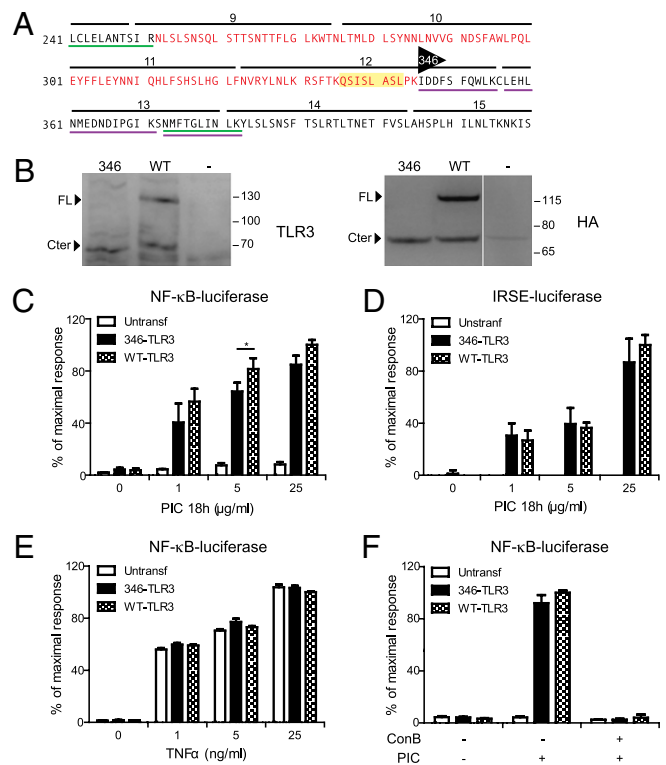 A
9 10
241 LCLELANTSI RNLSLSNSQL STTSNTTFLG LKWTNLTMLD LSYNNLNVVG NDSFAWLPQL
11 12 346
301 EYFFLEYNNI QHLFSHSLHG LFNVRYLNLK RSFTKQSISL ASLPKIDDFS FQWLKCLEHL
13 14 15
361 NMEDNDIPGI KSNMFTGLIN LKYLSLSNSF TSLRTLTNET FVSLAHSPLH ILNLTKNKIS
B
346 WT -
FL
Cter
130
100
70
TLR3
346 WT -
FL
Cter
115
80
65
HA
C
NF-κB-luciferase
Untransf
346-TLR3
WT-TLR3
*
% of maximal response
120
80
40
0
0 1 5 25
PIC 18h (µg/ml)
D
IRSE-luciferase
Unstranf
346-TLR3
WT-TLR3
% of maximal response
120
80
40
0
0 1 5 25
PIC 18h (µg/ml)
E
NF-κB-luciferase
Untransf
346-TLR3
WT-TLR3
% of maximal response
120
80
40
0
0 1 5 25
TNFα (ng/ml)
F
NF-κB-luciferase
Untransf
346-TLR3
WT-TLR3
% of maximal response
120
80
40
0
ConB - - +
PIC - + +